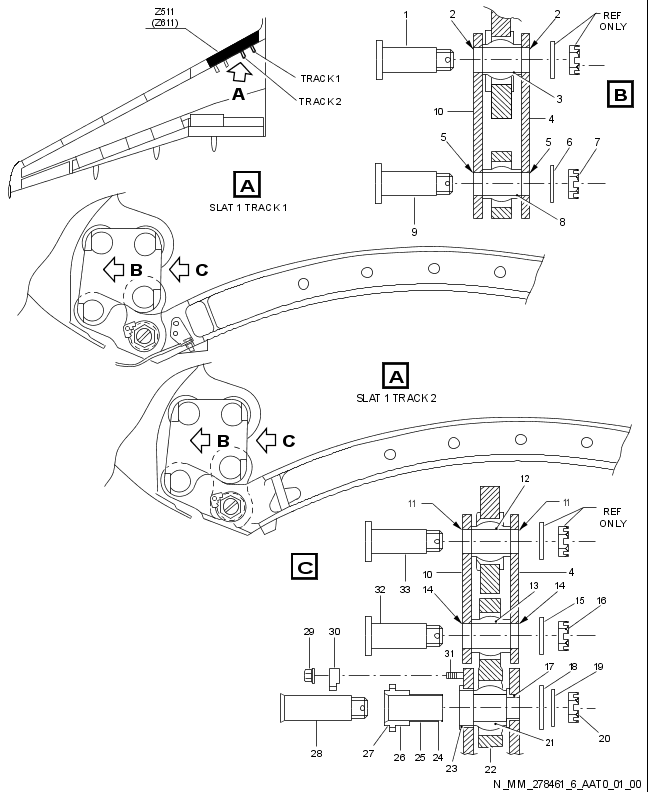 Z511
(Z611)
TRACK 1
TRACK 2
A
1
2
2
REF
ONLY
3
B
10
4
5
5
6
7
9
8
A
SLAT 1 TRACK 1
B
C
A
SLAT 1 TRACK 2
B
C
12
11
11
REF
ONLY
C
10
33
4
32
14
13
14
15
16
29
30
31
17
18
19
28
27
26
25
24
23
22
21
20
N_MM_278461_6_AAT0_01_00